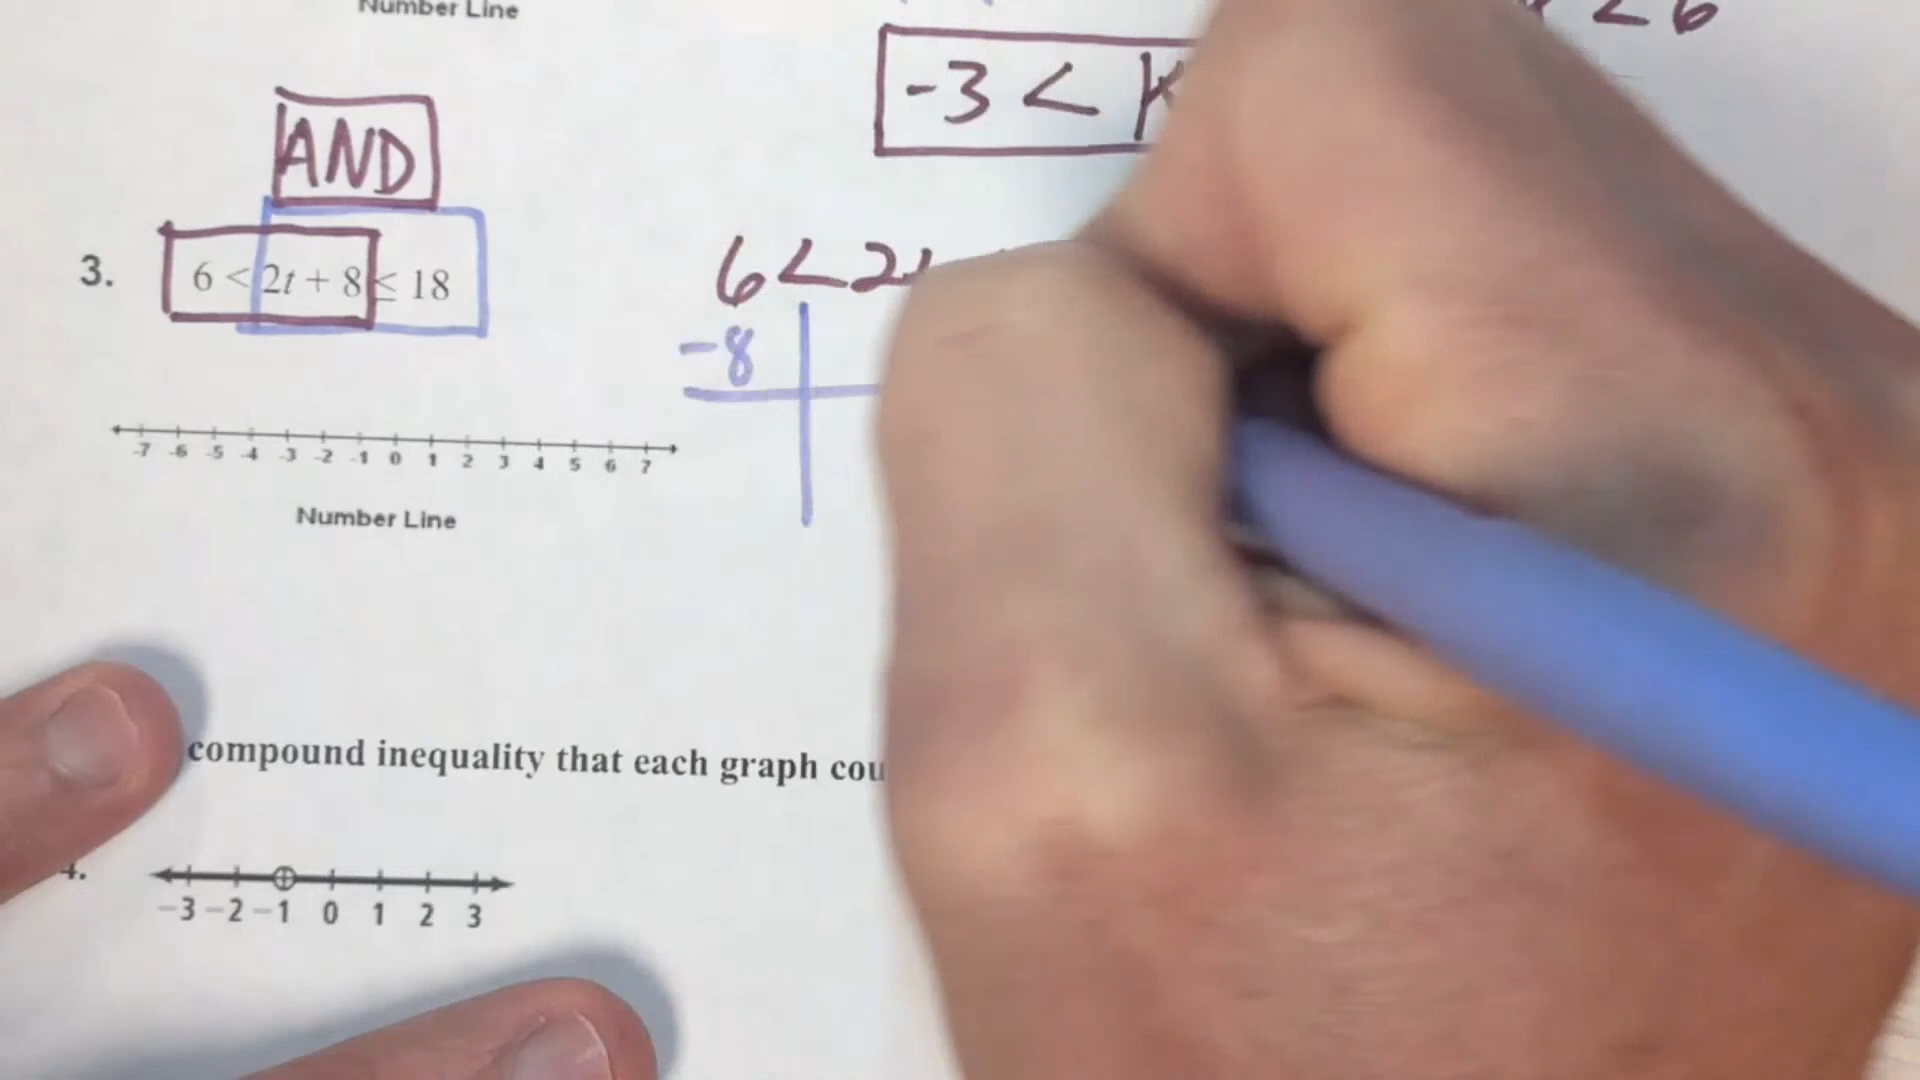 Number Line
< 6
-3 < K
AND
3. 6 < 2t + 8 ≤ 18
6 < 2t
-8
-7 -6 -5 -4 -3 -2 -1 0 1 2 3 4 5 6 7
Number Line
compound inequality that each graph cou
4.
-3 -2 -1 0 1 2 3